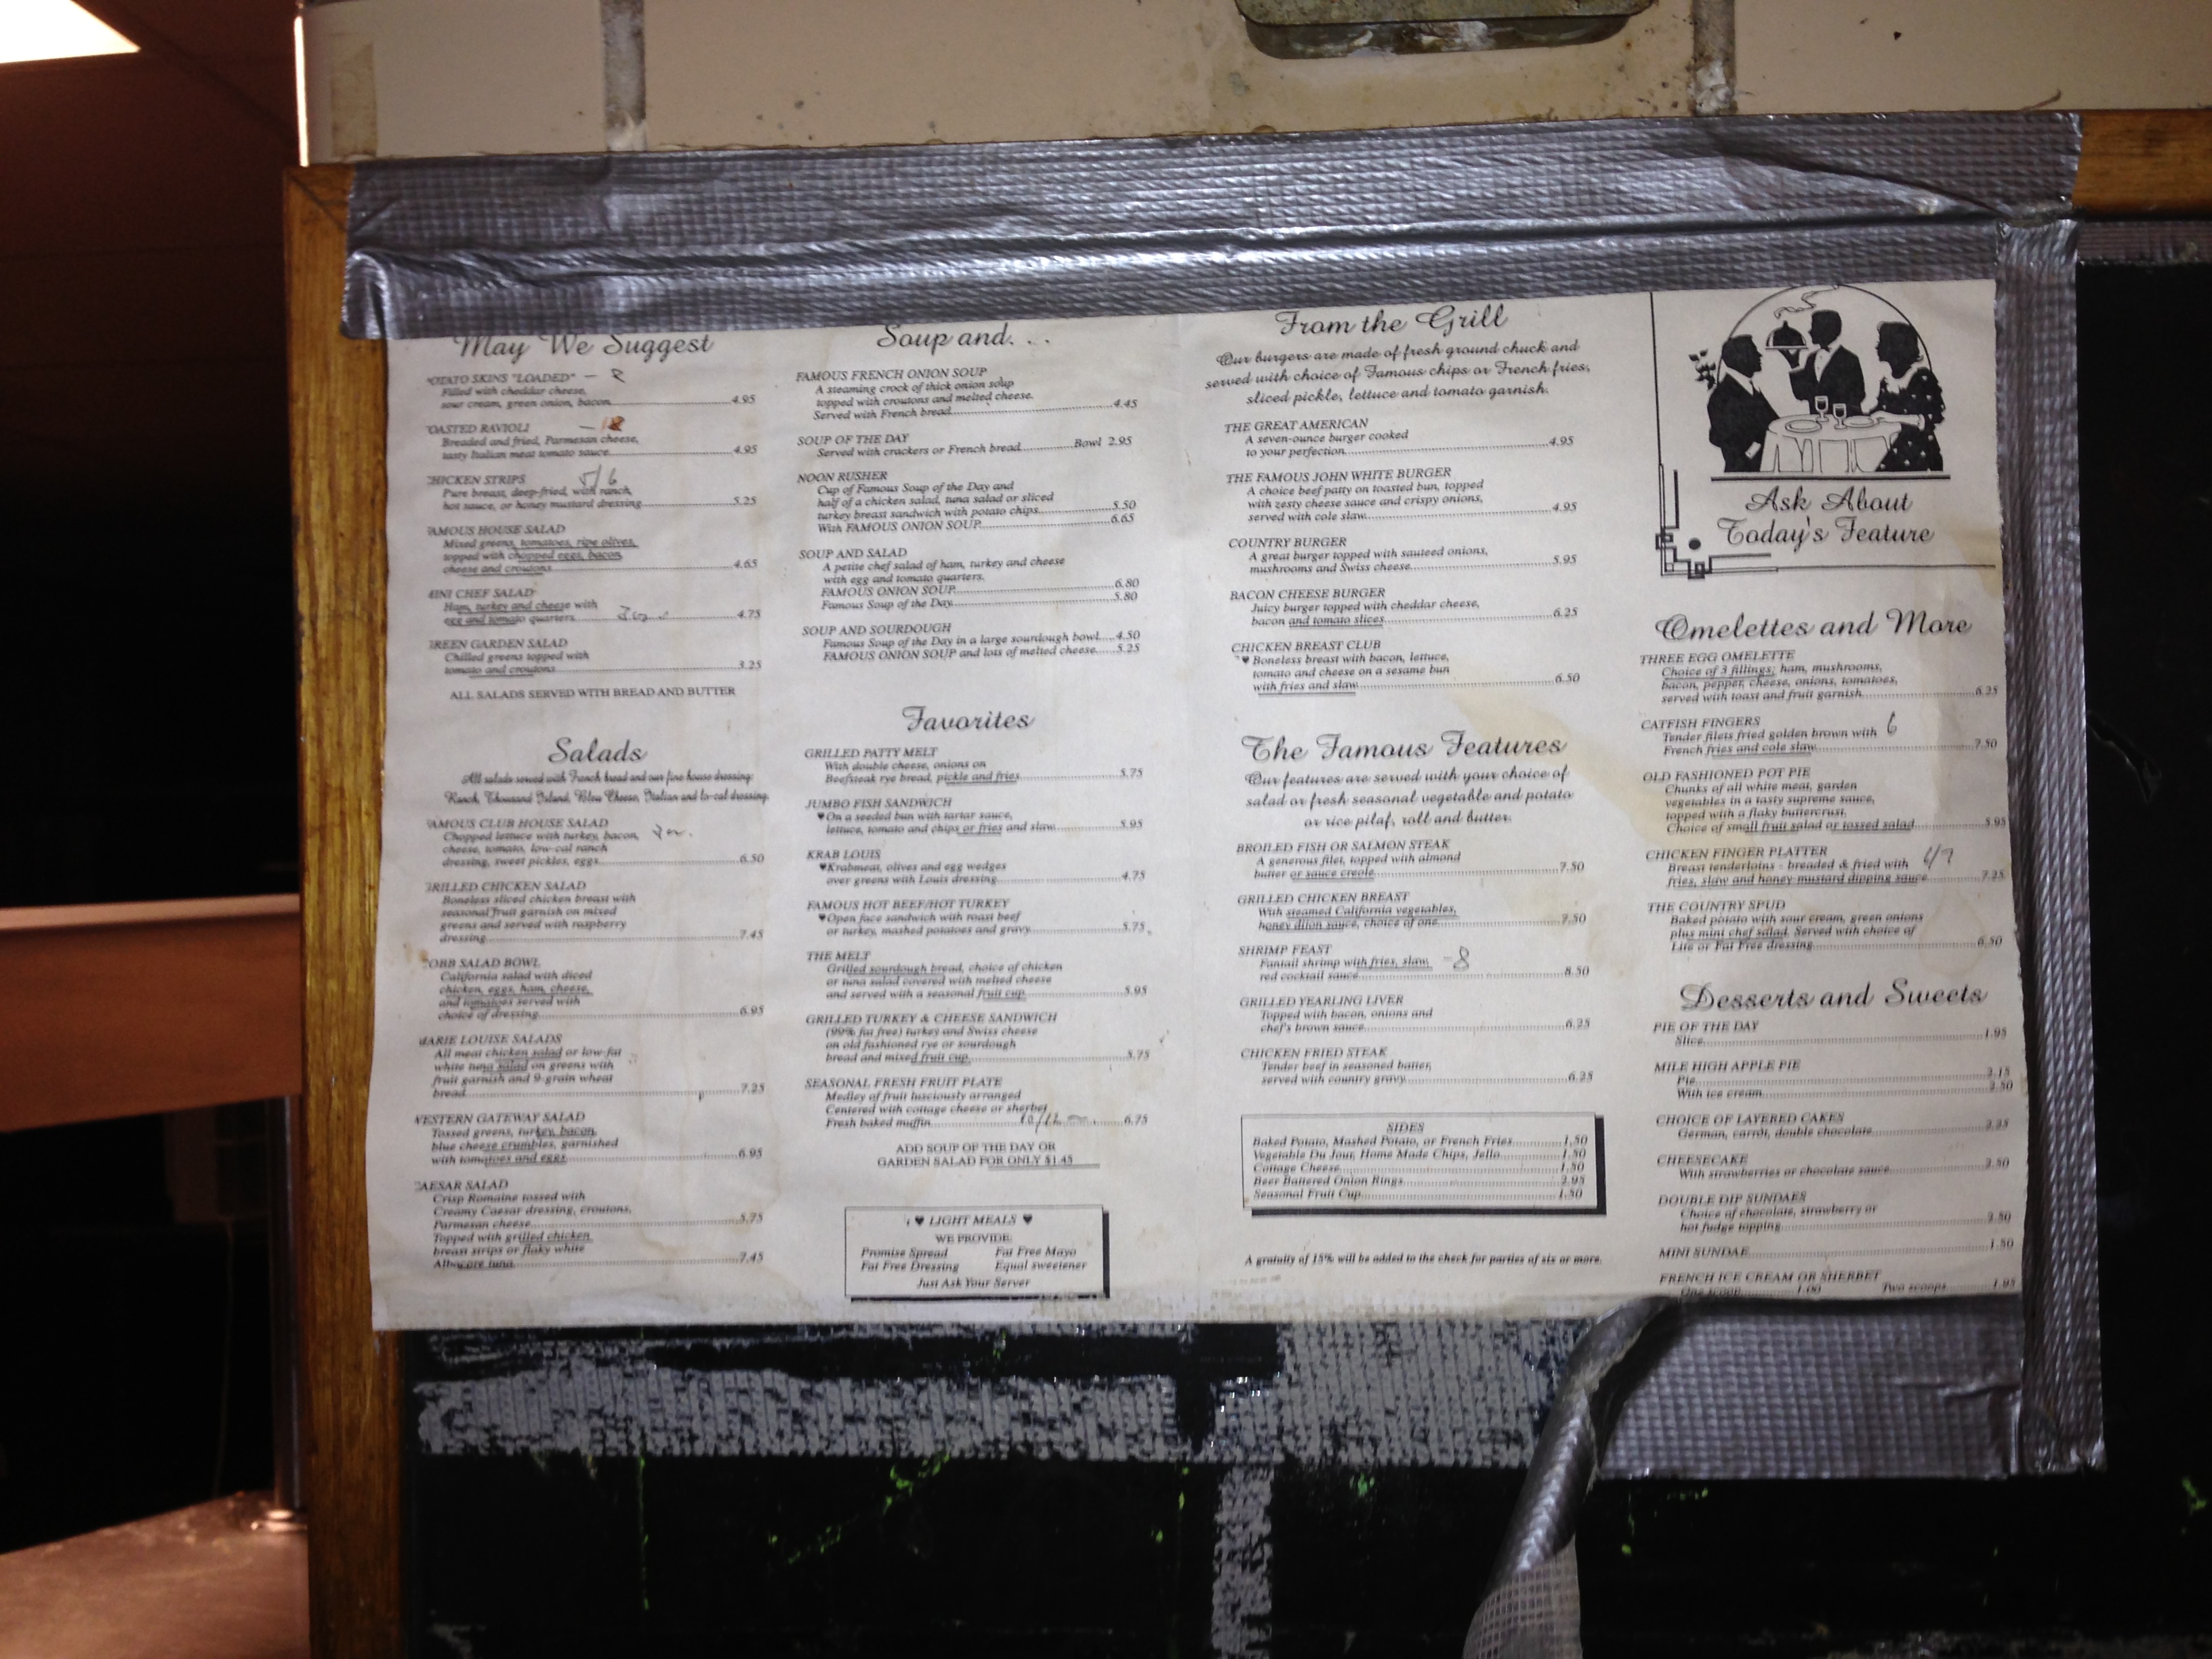 May We Suggest
OTATO SKINS "LOADED" –
Filled with cheddar cheese,
sour cream, green onion, bacon 4.95
OASTED RAVIOLI –
Breaded and fried, Parmesan cheese,
tasty Italian meat tomato sauce 4.95
HICKEN STRIPS 5/6
Pure breast, deep-fried, with ranch,
hot sauce, or honey mustard dressing 5.25
AMOUS HOUSE SALAD
Mixed greens, tomatoes, ripe olives,
topped with chopped eggs, bacon,
cheese and croutons 4.65
INI CHEF SALAD
Ham, turkey and cheese with
egg and tomato quarters 4.75
REEN GARDEN SALAD
Chilled greens topped with
tomato and croutons 3.25
ALL SALADS SERVED WITH BREAD AND BUTTER
Salads
All salads served with French bread and our fine house dressing:
Ranch, Thousand Island, Bleu Cheese, Italian and lo-cal dressing.
AMOUS CLUB HOUSE SALAD
Chopped lettuce with turkey, bacon,
cheese, tomato, low-cal ranch
dressing, sweet pickles, eggs 6.50
RILLED CHICKEN SALAD
Boneless sliced chicken breast with
seasonal fruit garnish on mixed
greens and served with raspberry
dressing 7.45
OBB SALAD BOWL
California salad with diced
chicken, eggs, ham, cheese,
and tomatoes served with
choice of dressing 6.95
MARIE LOUISE SALADS
All meat chicken salad or low-fat
white tuna salad on greens with
fruit garnish and 9-grain wheat
bread 7.25
WESTERN GATEWAY SALAD
Tossed greens, turkey, bacon,
blue cheese crumbles, garnished
with tomatoes and eggs 6.95
CAESAR SALAD
Crisp Romaine tossed with
Creamy Caesar dressing, croutons,
Parmesan cheese 5.75
Topped with grilled chicken
breast strips or flaky white
Albacore tuna 7.45
Soup and. . .
FAMOUS FRENCH ONION SOUP
A steaming crock of thick onion soup
topped with croutons and melted cheese.
Served with French bread 4.45
SOUP OF THE DAY
Served with crackers or French bread Bowl 2.95
NOON RUSHER
Cup of Famous Soup of the Day and
half of a chicken salad, tuna salad or sliced
turkey breast sandwich with potato chips 5.50
With FAMOUS ONION SOUP 6.65
SOUP AND SALAD
A petite chef salad of ham, turkey and cheese
with egg and tomato quarters.
FAMOUS ONION SOUP 6.80
Famous Soup of the Day 5.80
SOUP AND SOURDOUGH
Famous Soup of the Day in a large sourdough bowl 4.50
FAMOUS ONION SOUP and lots of melted cheese 5.25
Favorites
GRILLED PATTY MELT
With double cheese, onions on
Beefsteak rye bread, pickle and fries 5.75
JUMBO FISH SANDWICH
♥On a seeded bun with tartar sauce,
lettuce, tomato and chips or fries and slaw 5.95
KRAB LOUIS
♥Krabmeat, olives and egg wedges
over greens with Louis dressing 4.75
FAMOUS HOT BEEF/HOT TURKEY
♥Open face sandwich with roast beef
or turkey, mashed potatoes and gravy 5.75
THE MELT
Grilled sourdough bread, choice of chicken
or tuna salad covered with melted cheese
and served with a seasonal fruit cup 5.95
GRILLED TURKEY & CHEESE SANDWICH
(99% fat free) turkey and Swiss cheese
on old fashioned rye or sourdough
bread and mixed fruit cup 5.75
SEASONAL FRESH FRUIT PLATE
Medley of fruit lusciously arranged
Centered with cottage cheese or sherbet
Fresh baked muffin 6.75
ADD SOUP OF THE DAY OR
GARDEN SALAD FOR ONLY $1.45
♥ LIGHT MEALS ♥
WE PROVIDE:
Promise Spread Fat Free Mayo
Fat Free Dressing Equal sweetener
Just Ask Your Server
From the Grill
Our burgers are made of fresh ground chuck and
served with choice of Famous chips or French fries,
sliced pickle, lettuce and tomato garnish.
THE GREAT AMERICAN
A seven-ounce burger cooked
to your perfection 4.95
THE FAMOUS JOHN WHITE BURGER
A choice beef patty on toasted bun, topped
with zesty cheese sauce and crispy onions,
served with cole slaw 4.95
COUNTRY BURGER
A great burger topped with sauteed onions,
mushrooms and Swiss cheese 5.95
BACON CHEESE BURGER
Juicy burger topped with cheddar cheese,
bacon and tomato slices 6.25
CHICKEN BREAST CLUB
♥ Boneless breast with bacon, lettuce,
tomato and cheese on a sesame bun
with fries and slaw 6.50
The Famous Features
Our features are served with your choice of
salad or fresh seasonal vegetable and potato
or rice pilaf, roll and butter.
BROILED FISH OR SALMON STEAK
A generous filet, topped with almond
butter or sauce creole 7.50
GRILLED CHICKEN BREAST
With steamed California vegetables,
honey dijon sauce, choice of one 7.50
SHRIMP FEAST
Fantail shrimp with fries, slaw, – 8
red cocktail sauce 8.50
GRILLED YEARLING LIVER
Topped with bacon, onions and
chef's brown sauce 6.25
CHICKEN FRIED STEAK
Tender beef in seasoned batter,
served with country gravy 6.25
SIDES
Baked Potato, Mashed Potato, or French Fries 1.50
Vegetable Du Jour, Home Made Chips, Jello 1.50
Cottage Cheese 1.50
Beer Battered Onion Rings 2.95
Seasonal Fruit Cup 1.50
A gratuity of 15% will be added to the check for parties of six or more.
Ask About
Today's Feature
Omelettes and More
THREE EGG OMELETTE
Choice of 3 fillings; ham, mushrooms,
bacon, pepper, cheese, onions, tomatoes,
served with toast and fruit garnish 6.25
CATFISH FINGERS
Tender filets fried golden brown with 6
French fries and cole slaw 7.50
OLD FASHIONED POT PIE
Chunks of all white meat, garden
vegetables in a tasty supreme sauce,
topped with a flaky buttercrust.
Choice of small fruit salad or tossed salad 5.95
CHICKEN FINGER PLATTER
Breast tenderloins - breaded & fried with 6/7
fries, slaw and honey mustard dipping sauce 7.25
THE COUNTRY SPUD
Baked potato with sour cream, green onions
plus mini chef salad. Served with choice of
Lite or Fat Free dressing 6.50
Desserts and Sweets
PIE OF THE DAY
Slice 1.95
MILE HIGH APPLE PIE
Pie 2.15
With ice cream 2.50
CHOICE OF LAYERED CAKES
German, carrot, double chocolate 2.25
CHEESECAKE
With strawberries or chocolate sauce 2.50
DOUBLE DIP SUNDAES
Choice of chocolate, strawberry or
hot fudge topping 2.50
MINI SUNDAE 1.50
FRENCH ICE CREAM OR SHERBET
One scoop 1.00 Two scoops 1.95